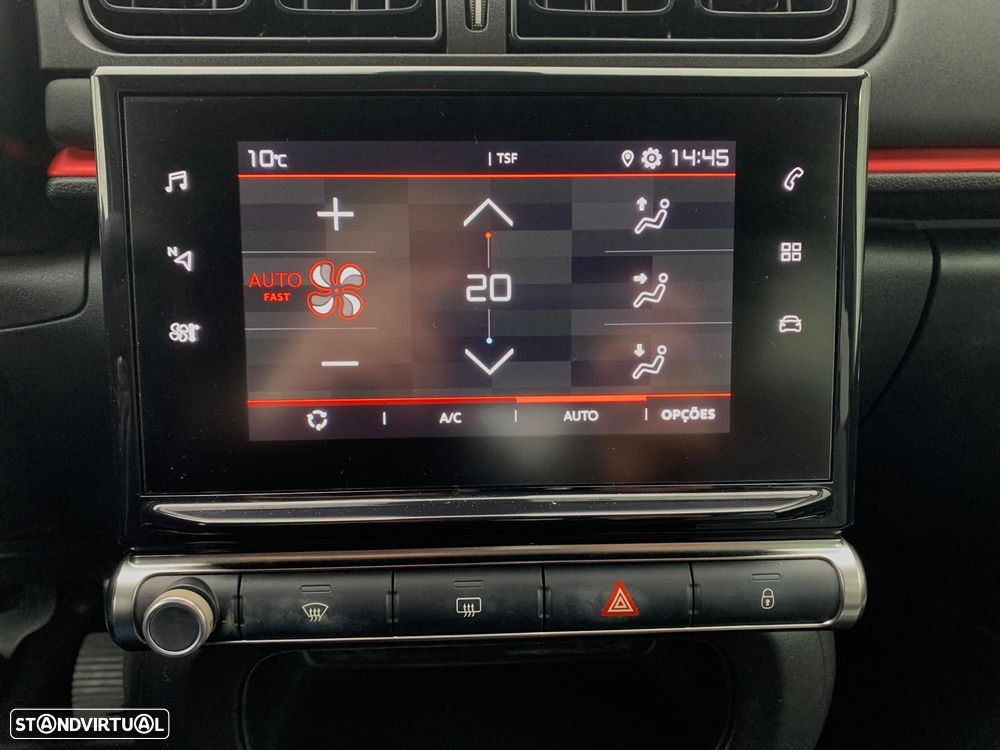 10°C | TSF 14:45
N
AUTO
FAST
20
| A/C | AUTO | OPÇÕES
STANDVIRTUAL